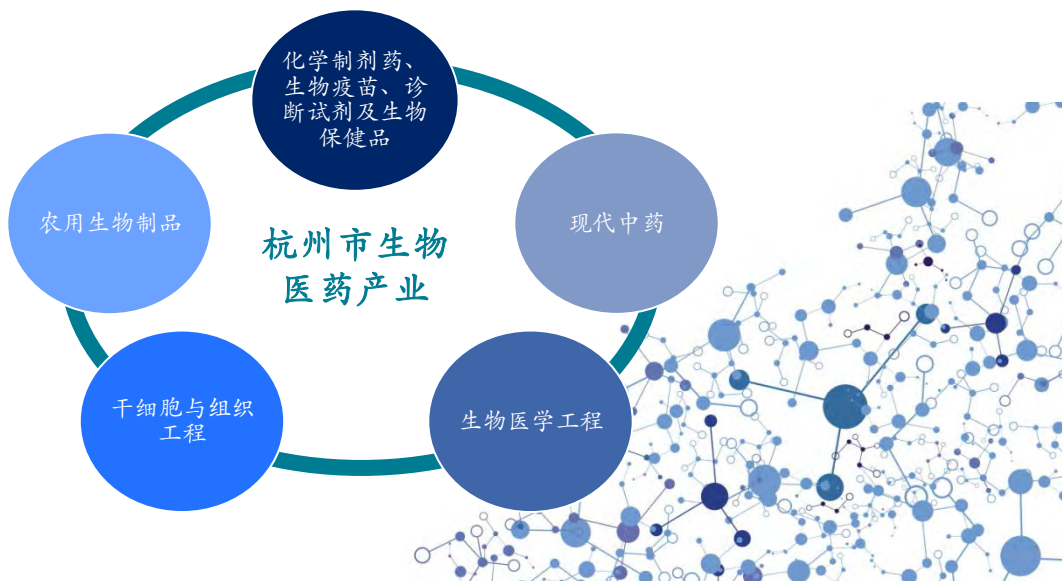 化学制剂药、
生物疫苗、诊
断试剂及生物
保健品
农用生物制品
现代中药
杭州市生物
医药产业
干细胞与组织
工程
生物医学工程